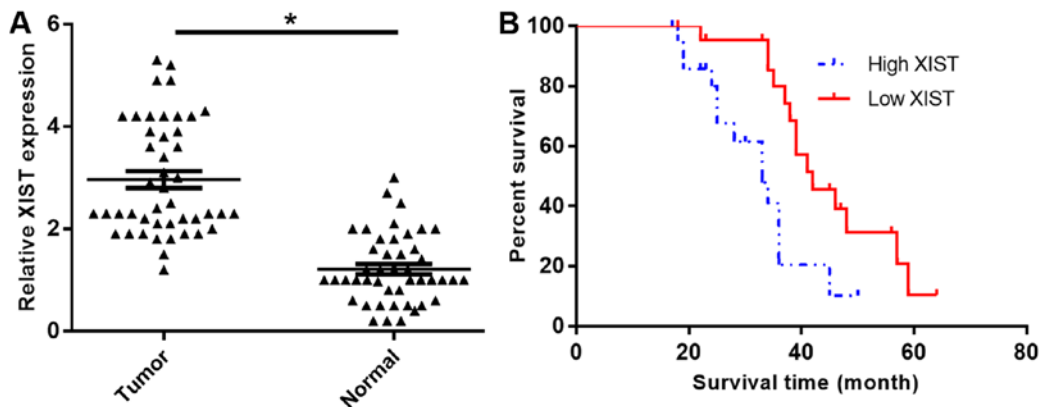 A
Relative XIST expression
6
4
2
0
*
Tumor
Normal
B
Percent survival
100
80
60
40
20
0
20
40
60
80
Survival time (month)
High XIST
Low XIST